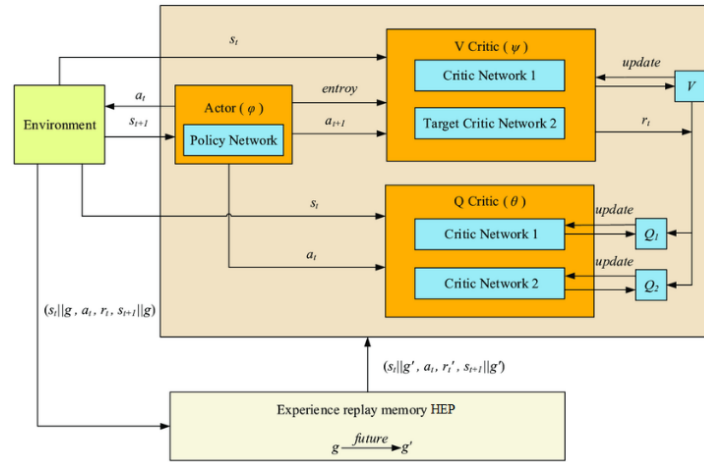 s_t
V Critic ( ψ )
Critic Network 1
Target Critic Network 2
update
V
r_t
Environment
a_t
s_{t+1}
Actor ( φ )
Policy Network
entroy
a_{t+1}
s_t
a_t
Q Critic ( θ )
Critic Network 1
Critic Network 2
update
Q_1
update
Q_2
(s_t||g , a_t, r_t, s_{t+1}||g)
(s_t||g', a_t, r_t', s_{t+1}||g')
Experience replay memory HEP
g future g'